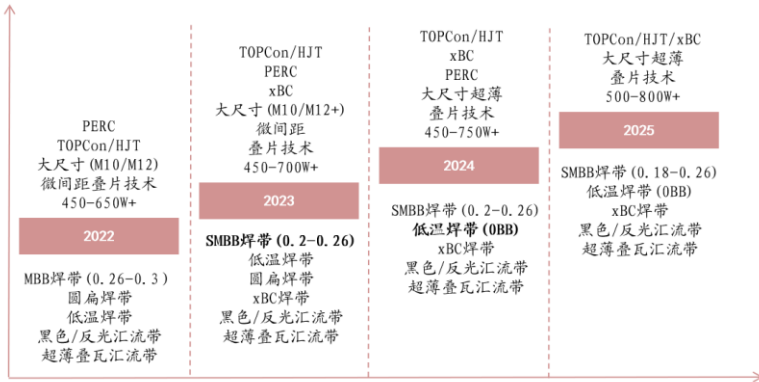 PERC
TOPCon/HJT
大尺寸(M10/M12)
微间距叠片技术
450-650W+
2022
MBB焊带(0.26-0.3)
圆扁焊带
低温焊带
黑色/反光汇流带
超薄叠瓦汇流带
TOPCon/HJT
PERC
xBC
大尺寸(M10/M12+)
微间距
叠片技术
450-700W+
2023
SMBB焊带(0.2-0.26)
低温焊带
圆扁焊带
xBC焊带
黑色/反光汇流带
超薄叠瓦汇流带
TOPCon/HJT
xBC
PERC
大尺寸超薄
叠片技术
450-750W+
2024
SMBB焊带(0.2-0.26)
低温焊带(0BB)
xBC焊带
黑色/反光汇流带
超薄叠瓦汇流带
TOPCon/HJT/xBC
大尺寸超薄
叠片技术
500-800W+
2025
SMBB焊带(0.18-0.26)
低温焊带(0BB)
xBC焊带
黑色/反光汇流带
超薄叠瓦汇流带